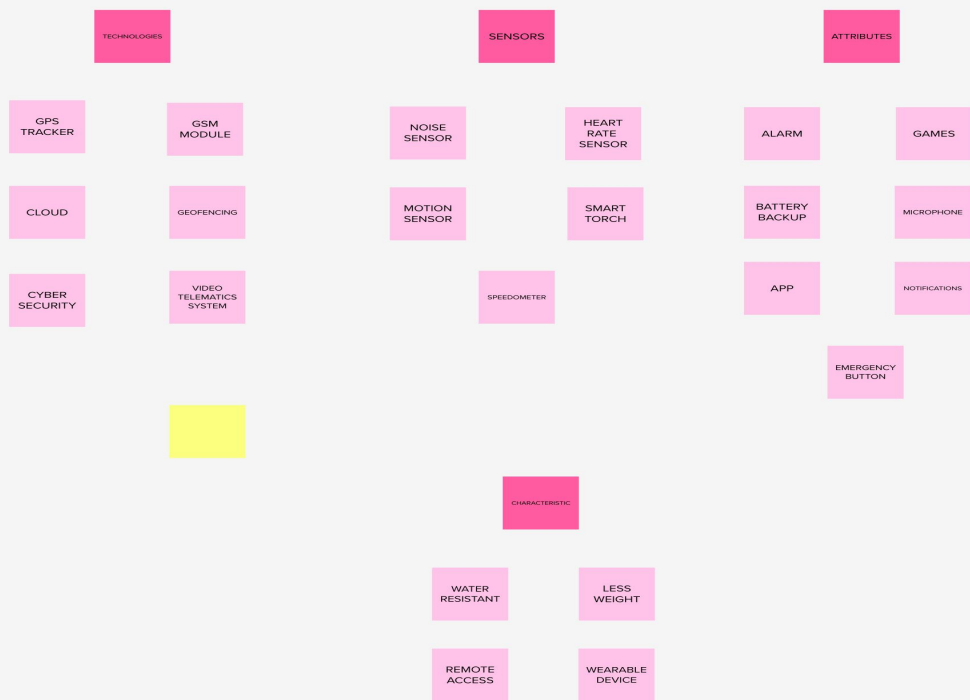 TECHNOLOGIES
SENSORS
ATTRIBUTES
GPS
TRACKER
GSM
MODULE
NOISE
SENSOR
HEART
RATE
SENSOR
ALARM
GAMES
CLOUD
GEOFENCING
MOTION
SENSOR
SMART
TORCH
BATTERY
BACKUP
MICROPHONE
CYBER
SECURITY
VIDEO
TELEMATICS
SYSTEM
SPEEDOMETER
APP
NOTIFICATIONS
EMERGENCY
BUTTON
CHARACTERISTIC
WATER
RESISTANT
LESS
WEIGHT
REMOTE
ACCESS
WEARABLE
DEVICE